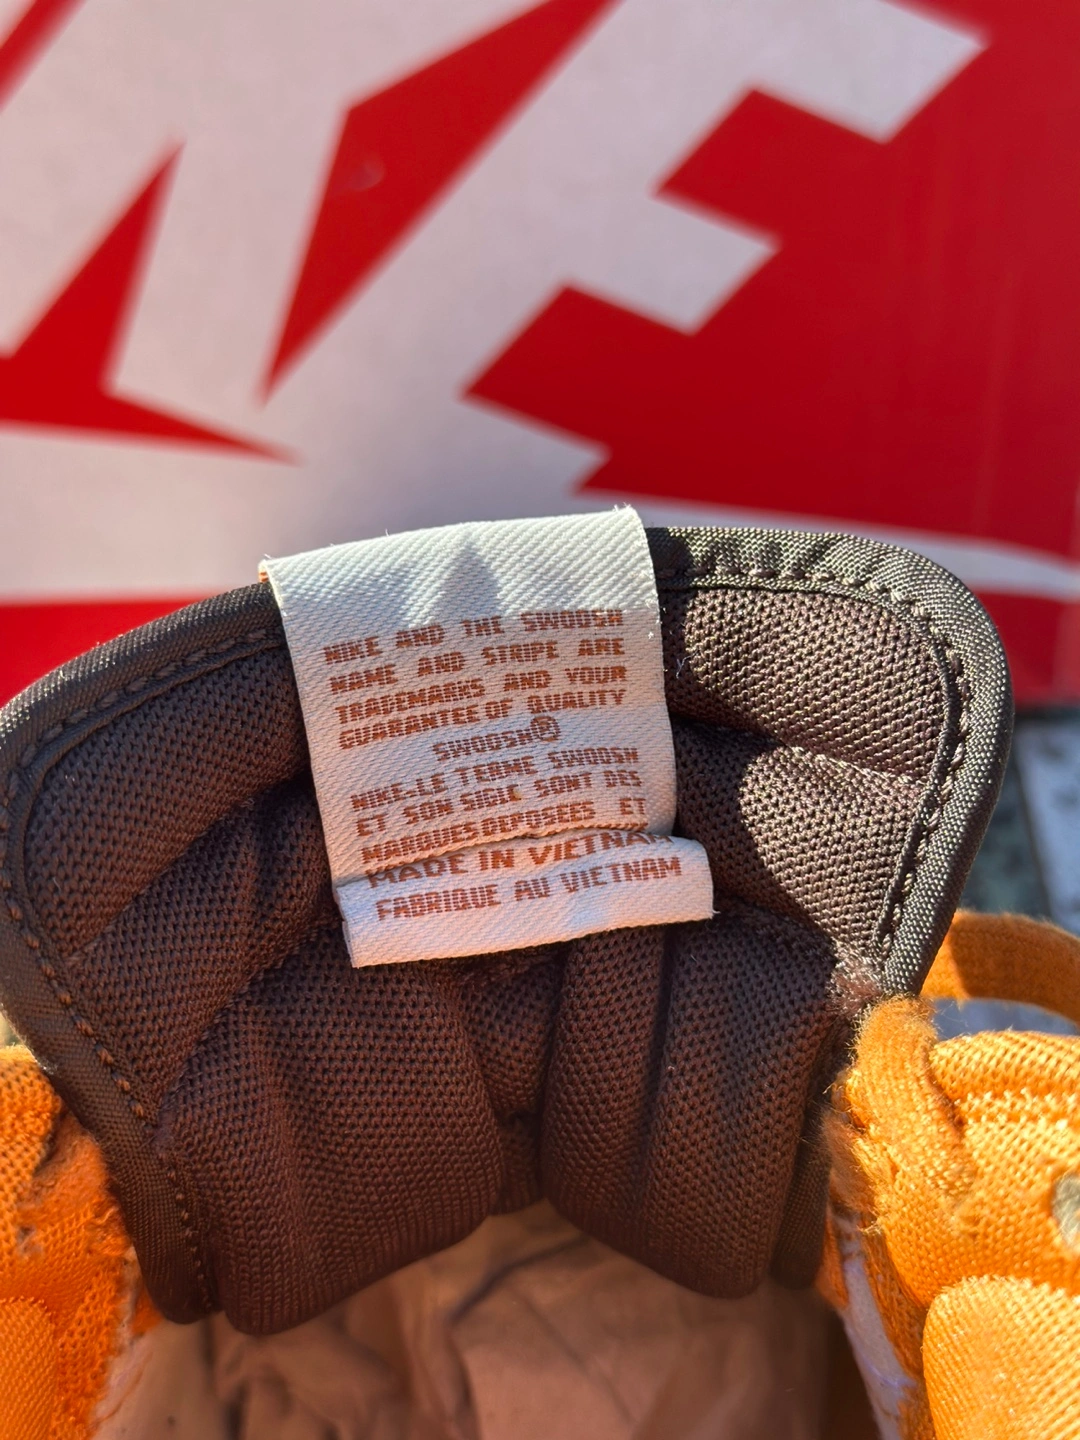 NIKE
NIKE AND THE SWOOSH
NAME AND STRIPE ARE
TRADEMARKS AND YOUR
GUARANTEE OF QUALITY
SWOOSH®
NIKE-LE TERME SWOOSH
ET SON SIGLE SONT DES
MARQUES DEPOSEES ET
MADE IN VIETNAM
FABRIQUE AU VIETNAM